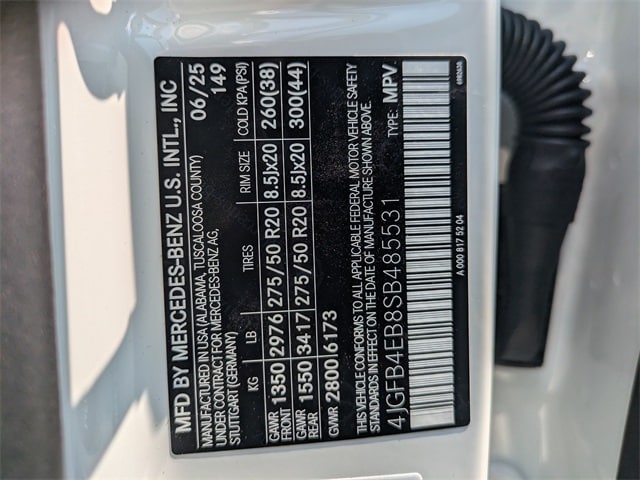 MFD BY MERCEDES-BENZ U.S. INTL., INC
MANUFACTURED IN USA (ALABAMA, TUSCALOOSA COUNTY) 06/25
UNDER CONTRACT FOR MERCEDES-BENZ AG, 149
STUTTGART (GERMANY)
KG LB TIRES RIM SIZE COLD KPA(PSI)
GAWR FRONT 1350 2976 275/50 R20 8.5Jx20 260(38)
GAWR REAR 1550 3417 275/50 R20 8.5Jx20 300(44)
GVWR 2800 6173
THIS VEHICLE CONFORMS TO ALL APPLICABLE FEDERAL MOTOR VEHICLE SAFETY
STANDARDS IN EFFECT ON THE DATE OF MANUFACTURE SHOWN ABOVE.
4JGFB4EB8SB485531 TYPE: MPV
A 000 817 52 04